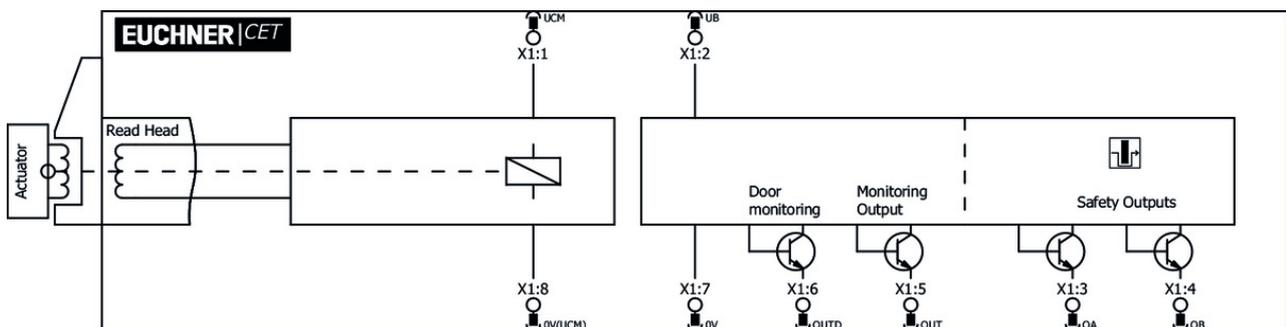 UCM
UB
EUCHNER|CET
X1:1
X1:2
Read Head
Actuator
Door
monitoring
Monitoring
Output
Safety Outputs
X1:8
X1:7
X1:6
X1:5
X1:3
X1:4
0V(UCM)
0V
OUTD
OUT
OA
OB